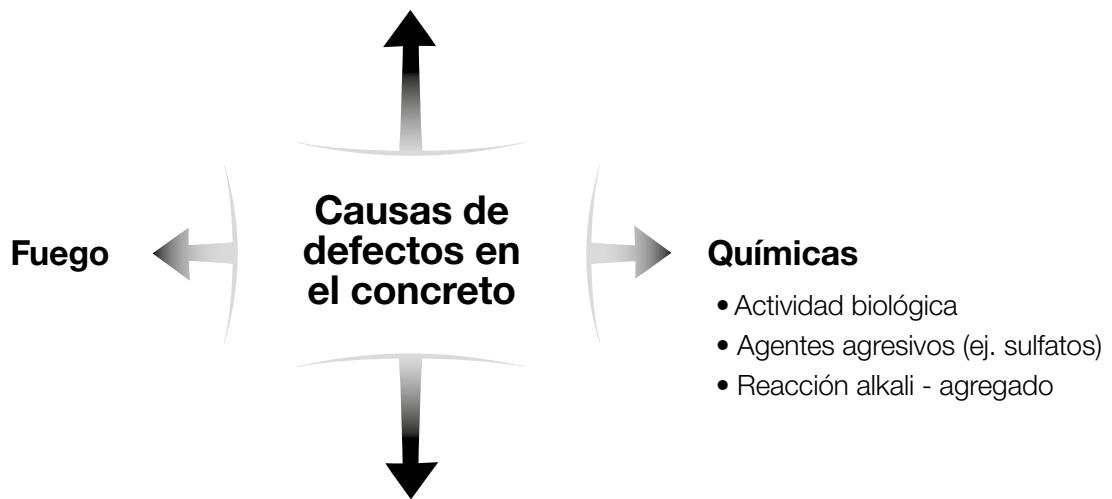 Causas de
defectos en
el concreto
Fuego
Químicas
• Actividad biológica
• Agentes agresivos (ej. sulfatos)
• Reacción alkali - agregado